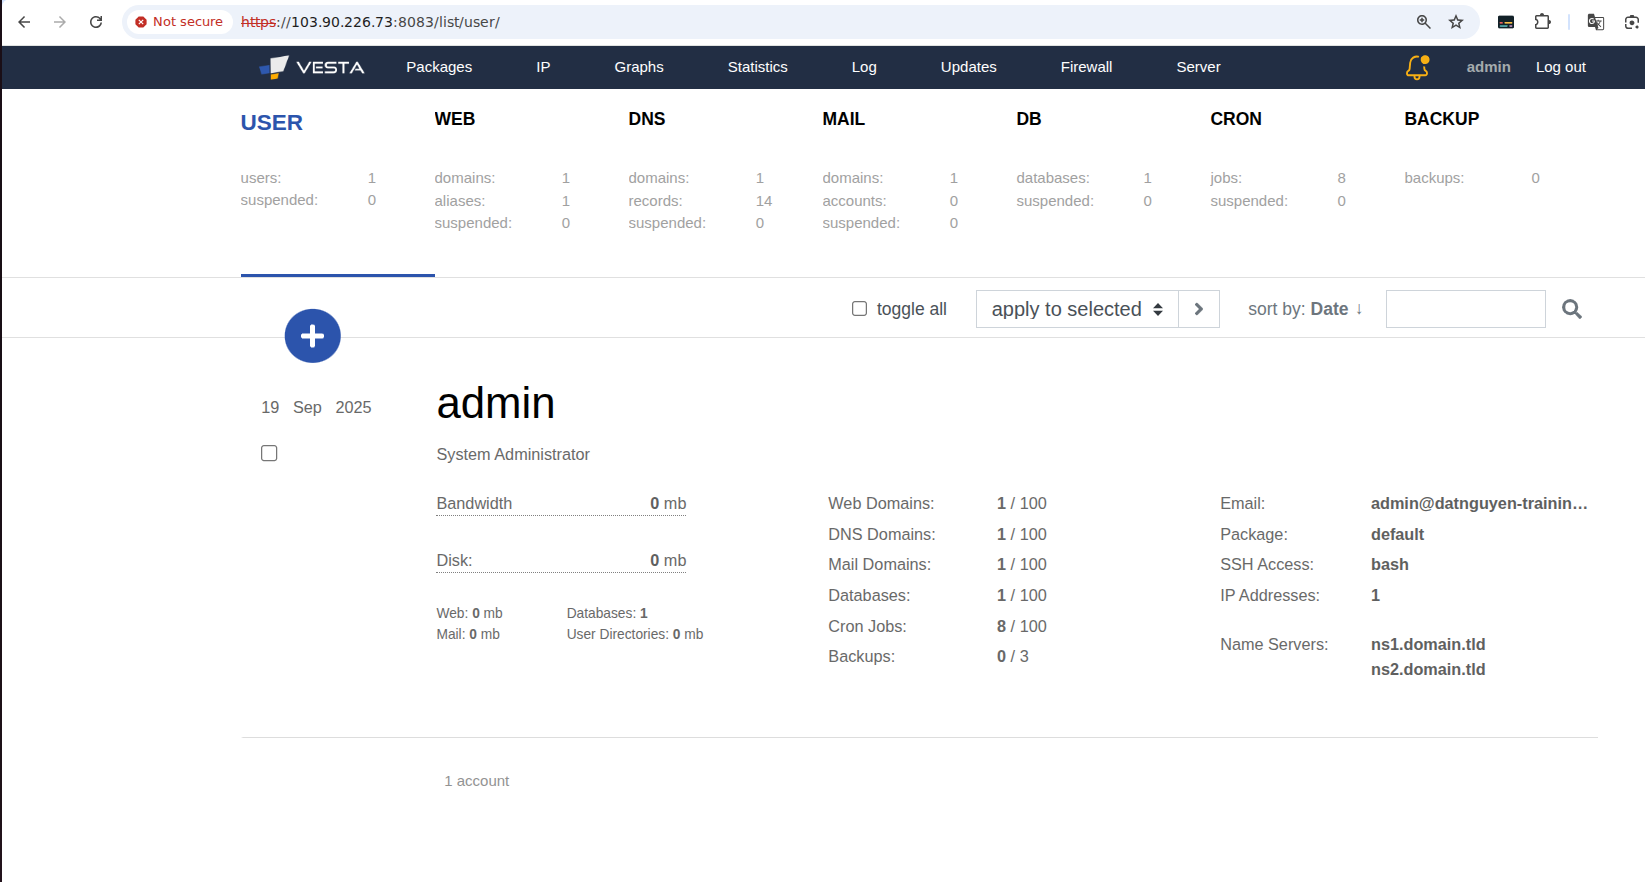 Not secure https://103.90.226.73:8083/list/user/
VESTA Packages IP Graphs Statistics Log Updates Firewall Server admin Log out
USER WEB DNS MAIL DB CRON BACKUP
users: 1 domains: 1 domains: 1 domains: 1 databases: 1 jobs: 8 backups: 0
suspended: 0 aliases: 1 records: 14 accounts: 0 suspended: 0 suspended: 0
suspended: 0 suspended: 0 suspended: 0
toggle all apply to selected sort by: Date ↓
admin
19 Sep 2025
System Administrator
Bandwidth 0 mb Web Domains: 1 / 100 Email: admin@datnguyen-trainin…
DNS Domains: 1 / 100 Package: default
Disk: 0 mb Mail Domains: 1 / 100 SSH Access: bash
Databases: 1 / 100 IP Addresses: 1
Web: 0 mb Databases: 1 Cron Jobs: 8 / 100
Mail: 0 mb User Directories: 0 mb Name Servers: ns1.domain.tld
Backups: 0 / 3 ns2.domain.tld
1 account